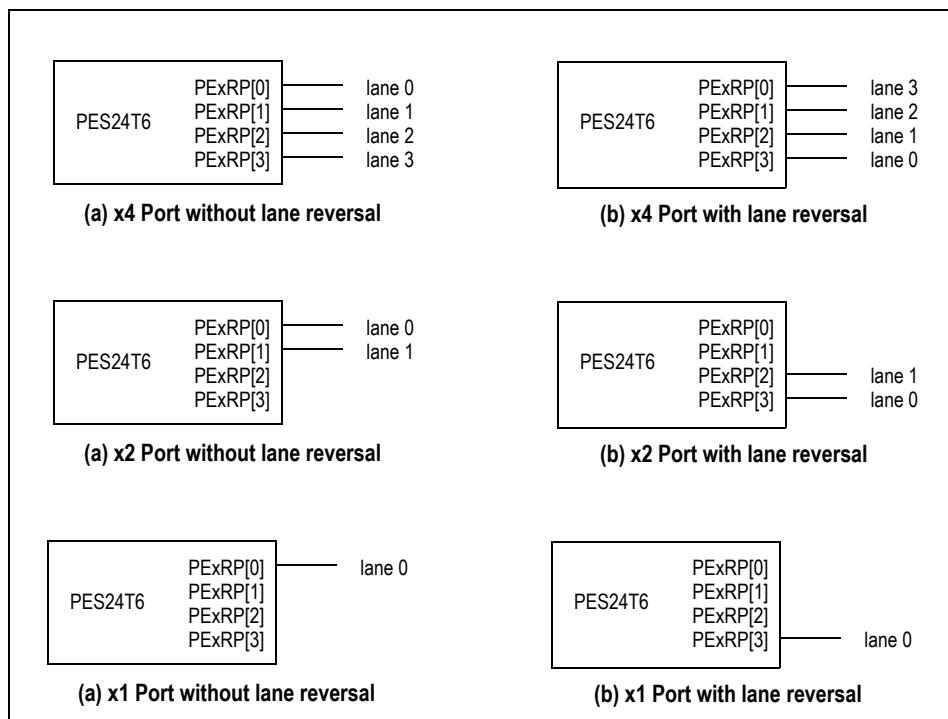 PES24T6
PExRP[0] lane 0
PExRP[1] lane 1
PExRP[2] lane 2
PExRP[3] lane 3
(a) x4 Port without lane reversal
PES24T6
PExRP[0] lane 3
PExRP[1] lane 2
PExRP[2] lane 1
PExRP[3] lane 0
(b) x4 Port with lane reversal
PES24T6
PExRP[0] lane 0
PExRP[1] lane 1
PExRP[2]
PExRP[3]
(a) x2 Port without lane reversal
PES24T6
PExRP[0]
PExRP[1]
PExRP[2] lane 1
PExRP[3] lane 0
(b) x2 Port with lane reversal
PES24T6
PExRP[0] lane 0
PExRP[1]
PExRP[2]
PExRP[3]
(a) x1 Port without lane reversal
PES24T6
PExRP[0]
PExRP[1]
PExRP[2]
PExRP[3] lane 0
(b) x1 Port with lane reversal